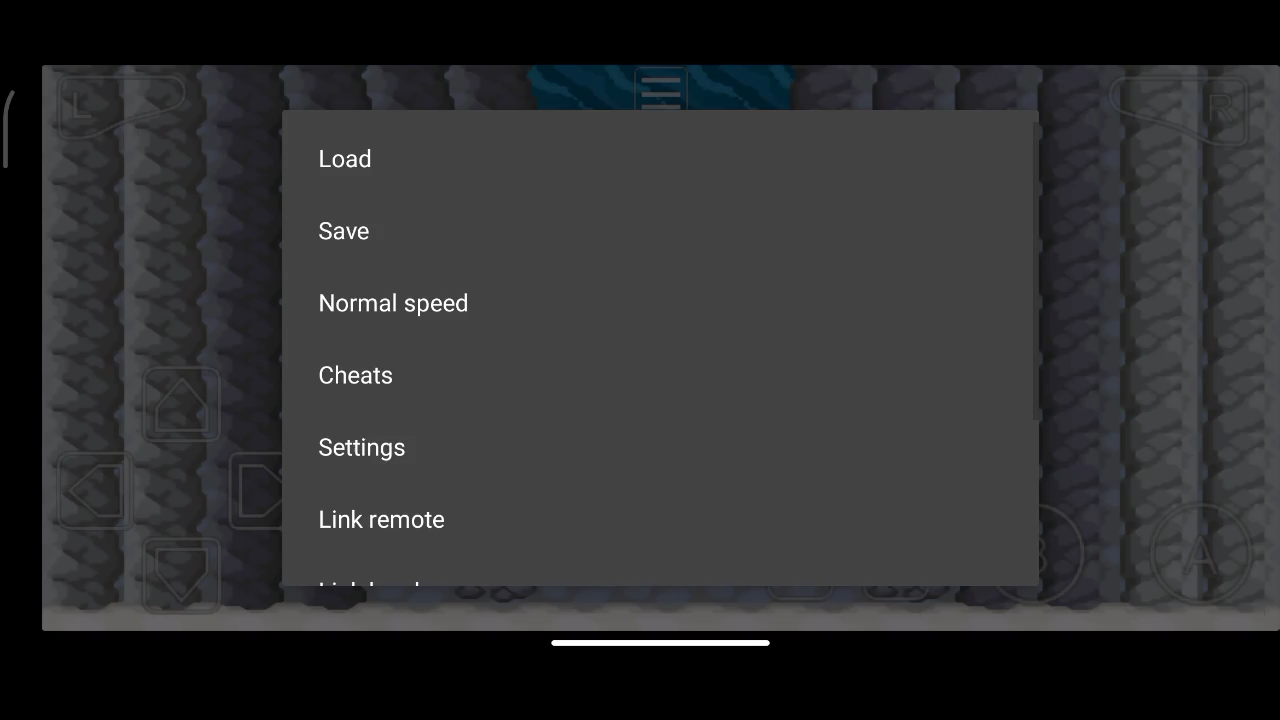 L
R
Load
Save
Normal speed
Cheats
Settings
Link remote
B
A